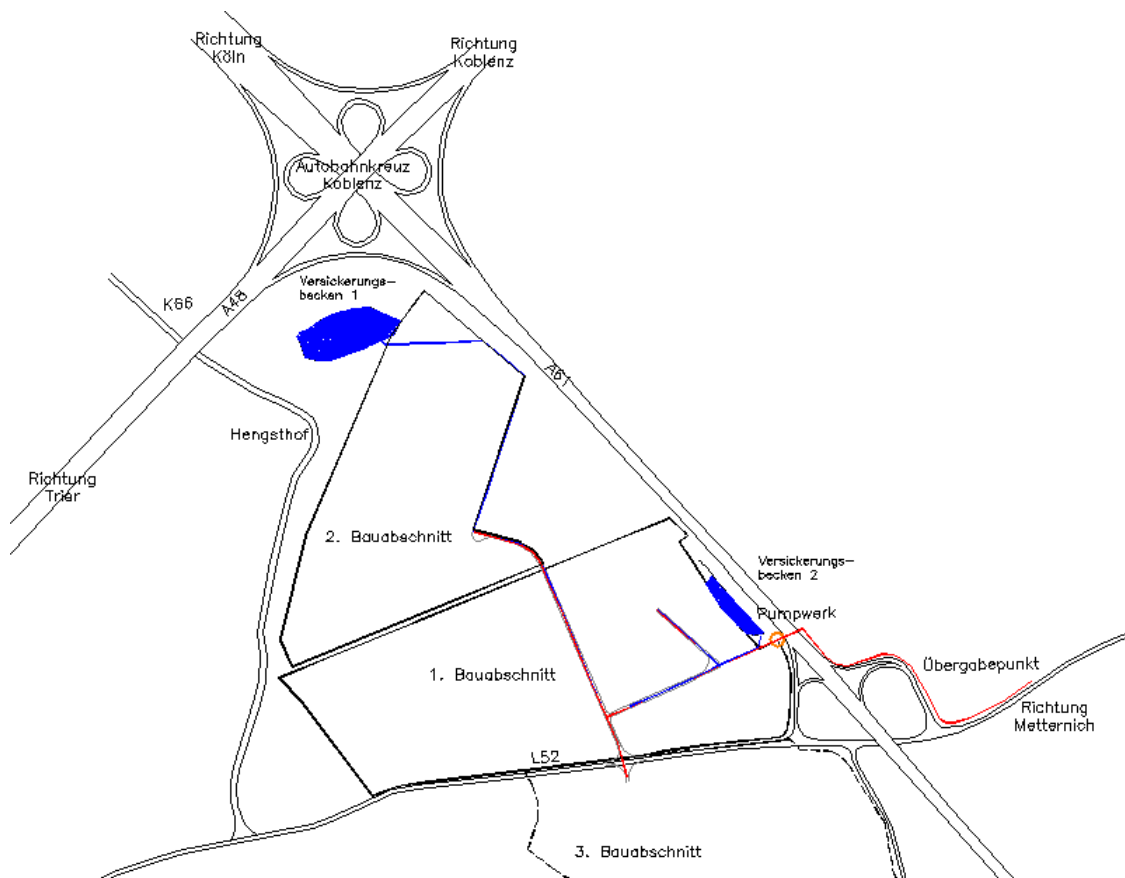 Richtung
Köln
Richtung
Koblenz
Autobahnkreuz
Koblenz
Versickerungs-
becken 1
K66
A48
A61
Hengsthof
Richtung
Trier
2. Bauabschnitt
Versickerungs-
becken 2
Pumpwerk
1. Bauabschnitt
Übergabepunkt
Richtung
Metternich
L52
3. Bauabschnitt